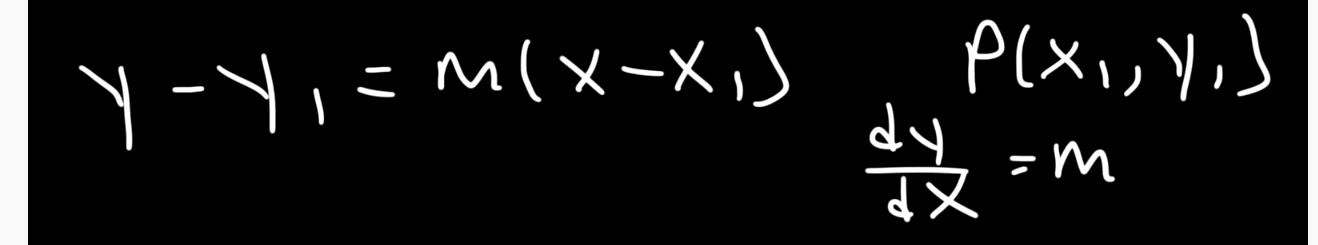 y - y₁ = m(x - x₁)
P(x₁, y₁)
dy/dx = m